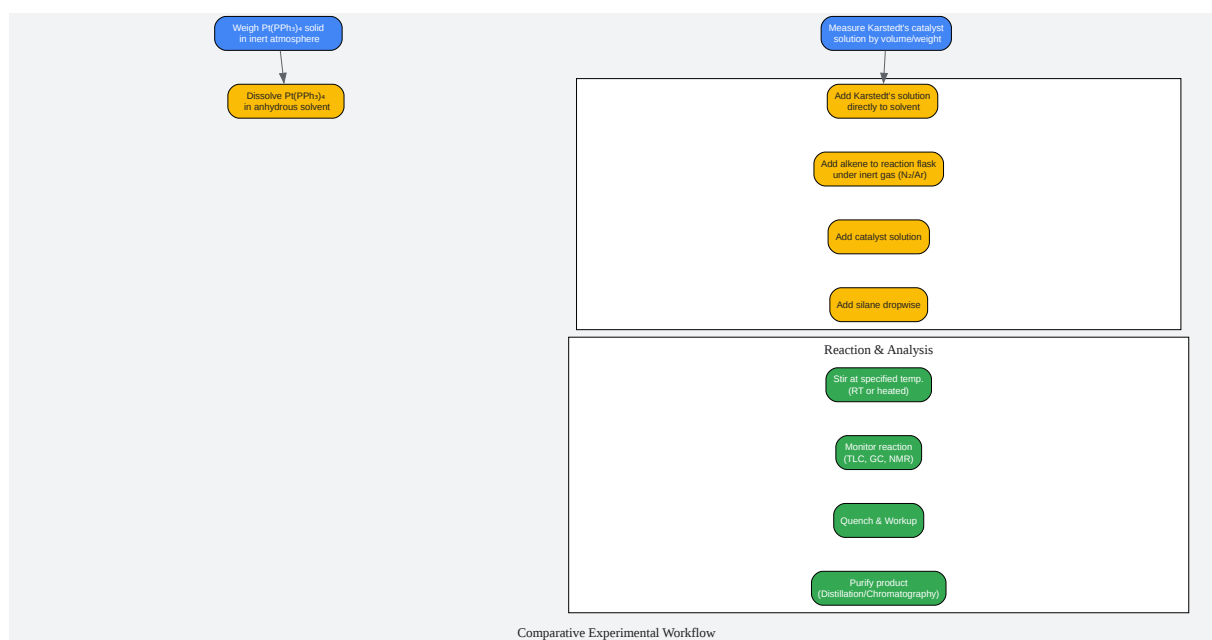 Weigh Pt(PPh₃)₄ solid
in inert atmosphere
Measure Karstedt's catalyst
solution by volume/weight
Dissolve Pt(PPh₃)₄
in anhydrous solvent
Add Karstedt's solution
directly to solvent
Add alkene to reaction flask
under inert gas (N₂/Ar)
Add catalyst solution
Add silane dropwise
Reaction & Analysis
Stir at specified temp.
(RT or heated)
Monitor reaction
(TLC, GC, NMR)
Quench & Workup
Purify product
(Distillation/Chromatography)
Comparative Experimental Workflow